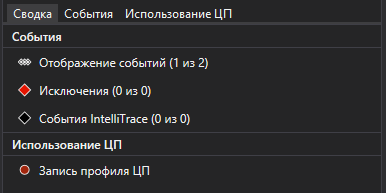 Сводка События Использование ЦП
События
Отображение событий (1 из 2)
Исключения (0 из 0)
События IntelliTrace (0 из 0)
Использование ЦП
Запись профиля ЦП